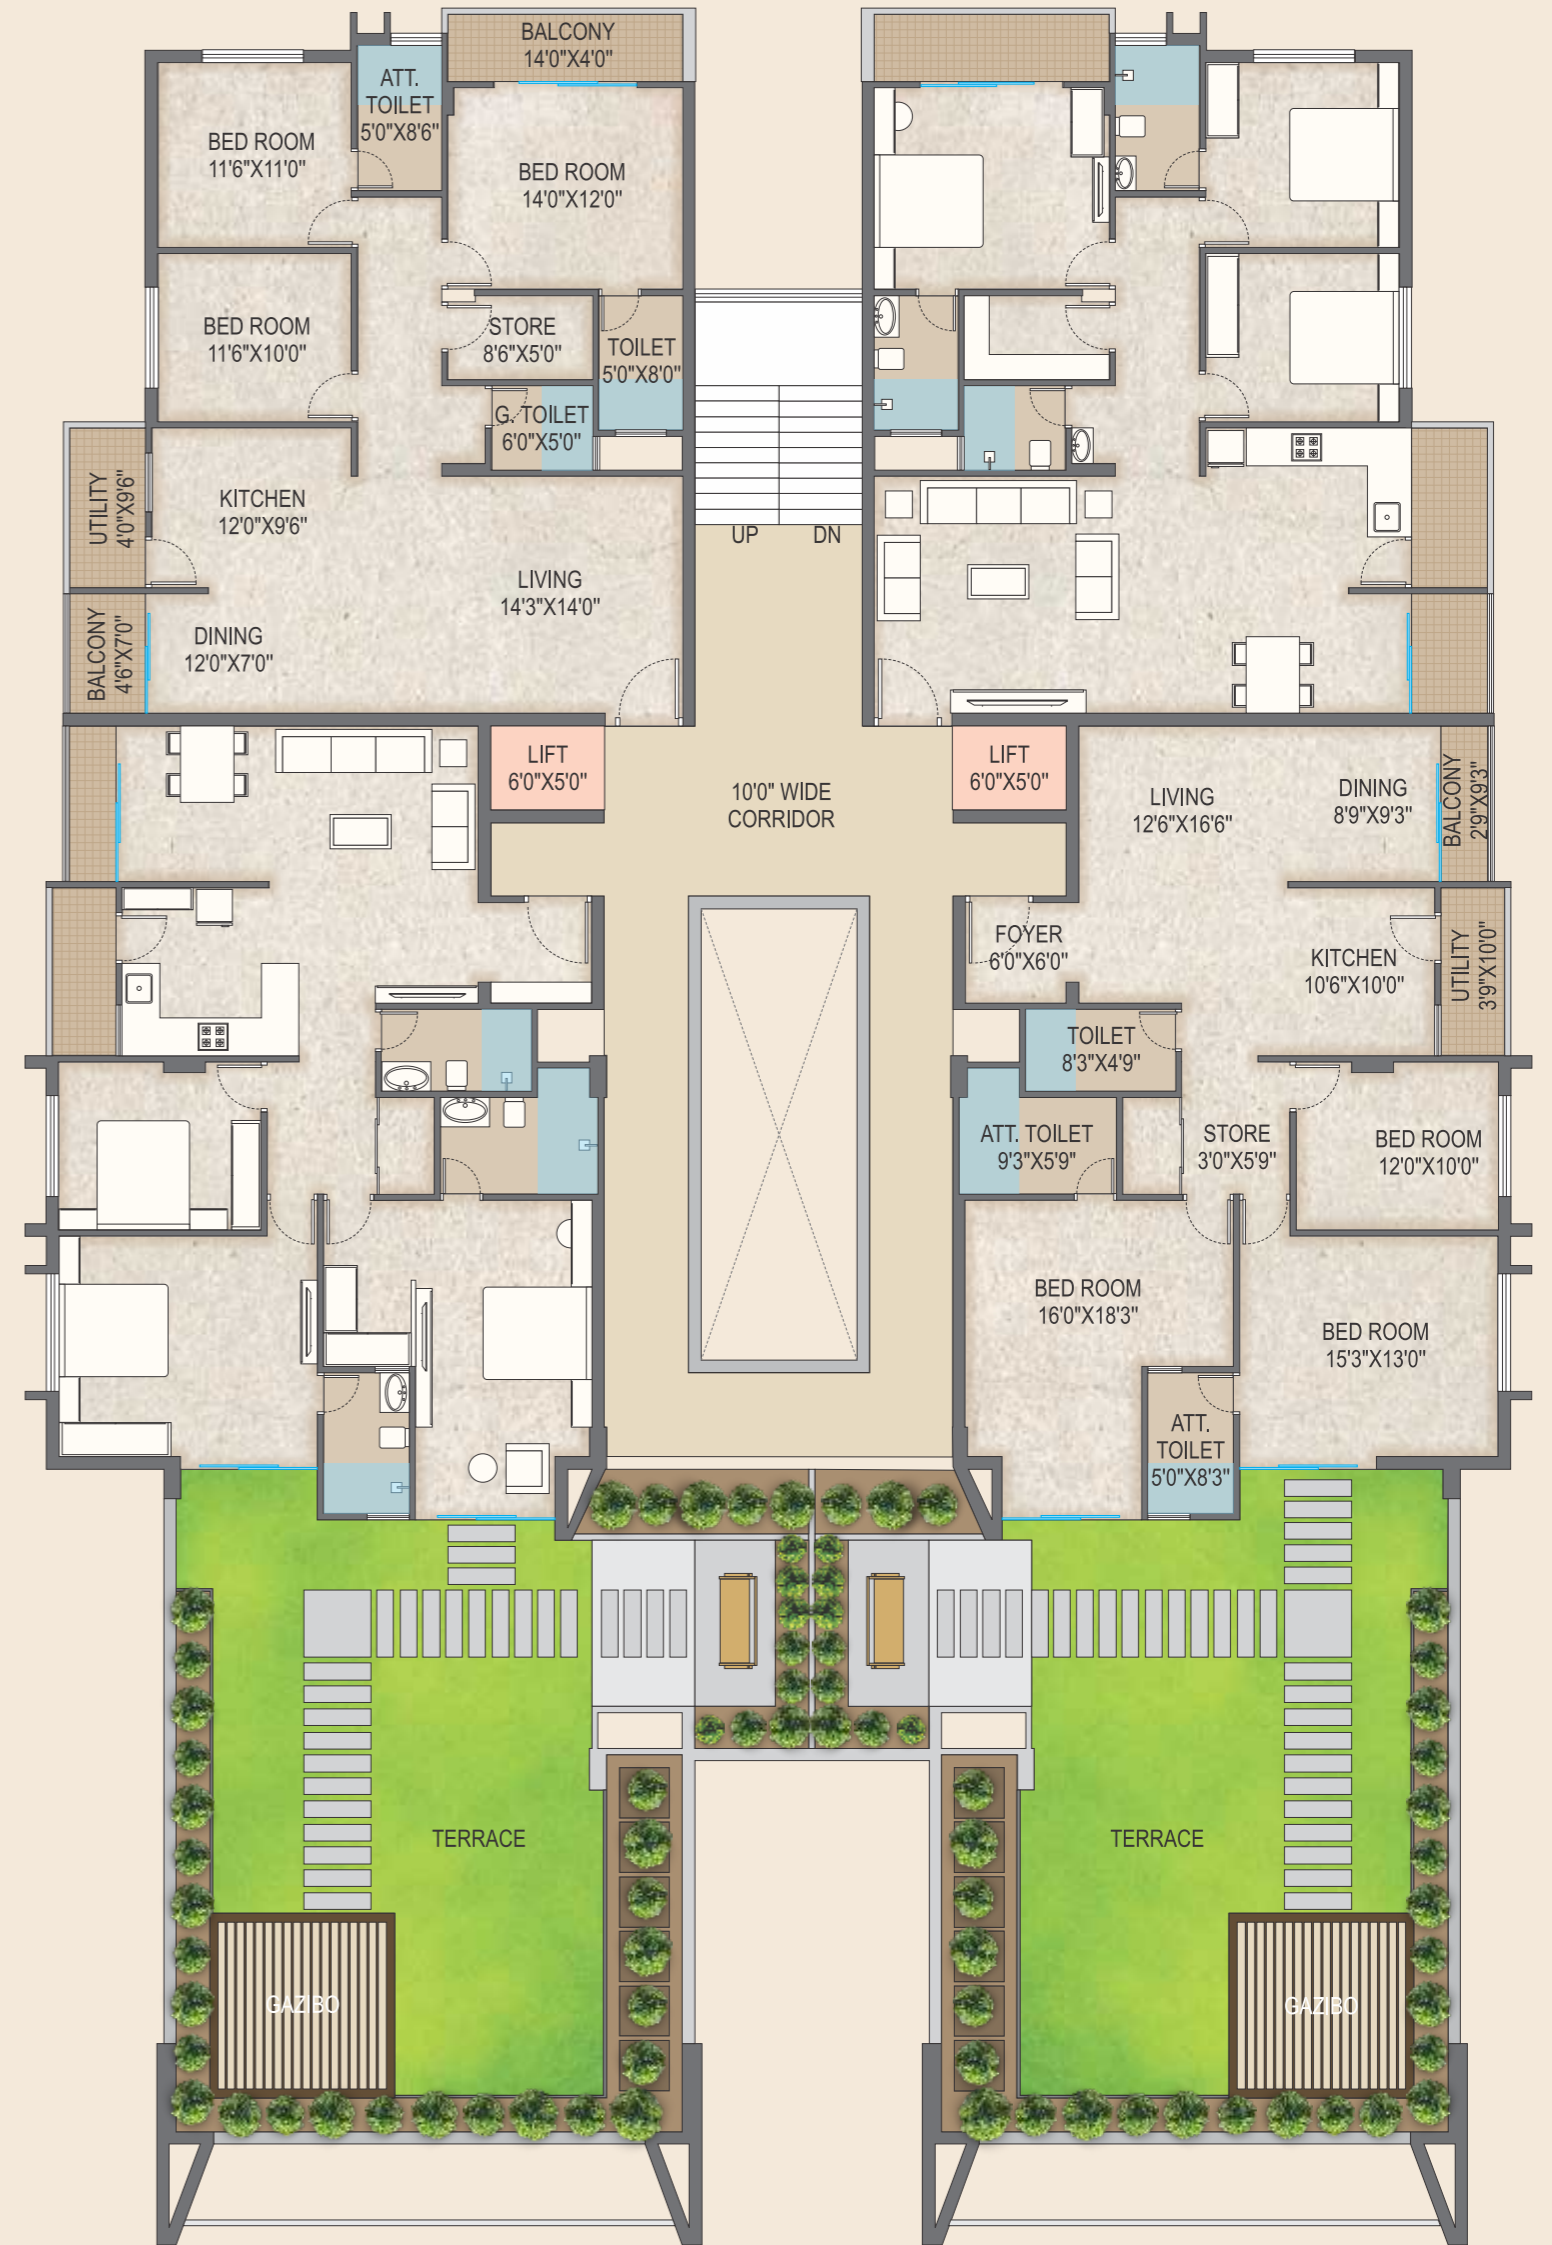 BALCONY
14'0"X4'0"
ATT.
TOILET
5'0"X8'6"
BED ROOM
11'6"X11'0"
BED ROOM
14'0"X12'0"
BED ROOM
11'6"X10'0"
STORE
8'6"X5'0"
TOILET
5'0"X8'0"
G. TOILET
6'0"X5'0"
UTILITY
4'0"X9'6"
KITCHEN
12'0"X9'6"
UP
DN
LIVING
14'3"X14'0"
BALCONY
4'6"X7'0"
DINING
12'0"X7'0"
LIFT
6'0"X5'0"
10'0" WIDE
CORRIDOR
LIFT
6'0"X5'0"
LIVING
12'6"X16'6"
DINING
8'9"X9'3"
BALCONY
2'9"X9'3"
FOYER
6'0"X6'0"
KITCHEN
10'6"X10'0"
UTILITY
3'9"X10'0"
TOILET
8'3"X4'9"
ATT. TOILET
9'3"X5'9"
STORE
3'0"X5'9"
BED ROOM
12'0"X10'0"
BED ROOM
16'0"X18'3"
BED ROOM
15'3"X13'0"
ATT.
TOILET
5'0"X8'3"
TERRACE
TERRACE
GAZIBO
GAZIBO